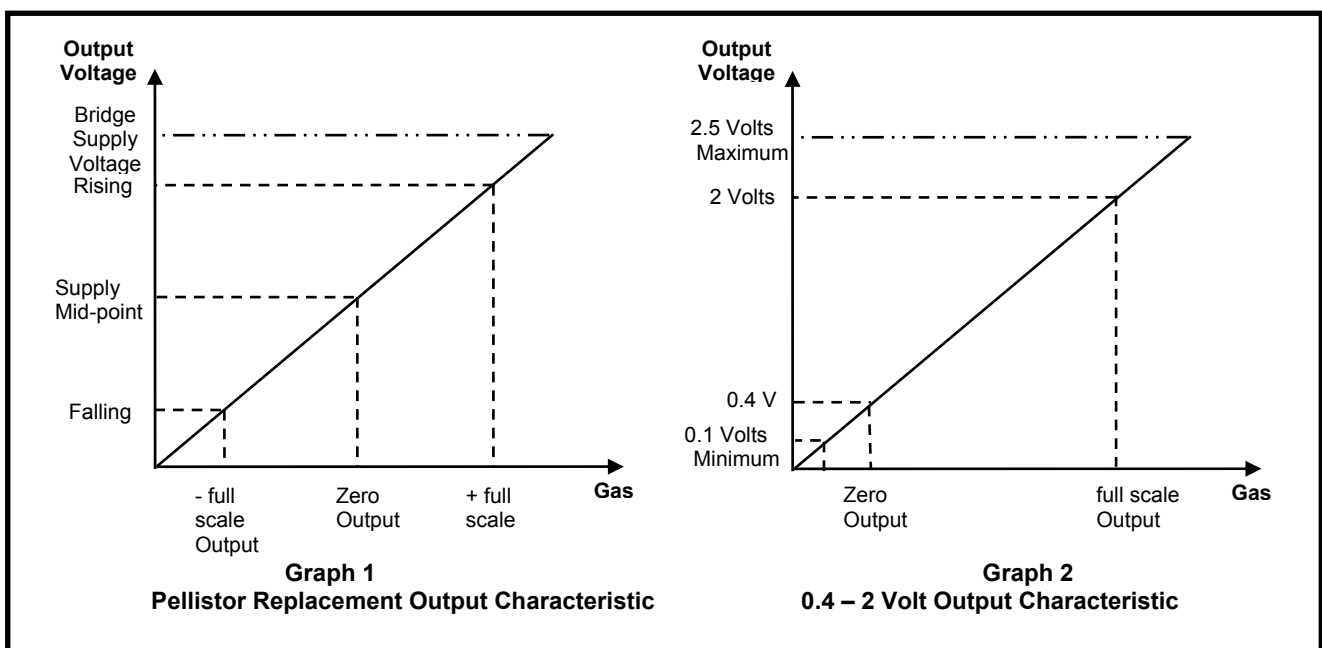 Output
Voltage
Bridge
Supply
Voltage
Rising
Supply
Mid-point
Falling
- full
scale
Output
Zero
Output
+ full
scale
Gas
Graph 1
Pellistor Replacement Output Characteristic
Output
Voltage
2.5 Volts
Maximum
2 Volts
0.4 V
0.1 Volts
Minimum
Zero
Output
full scale
Output
Gas
Graph 2
0.4 – 2 Volt Output Characteristic